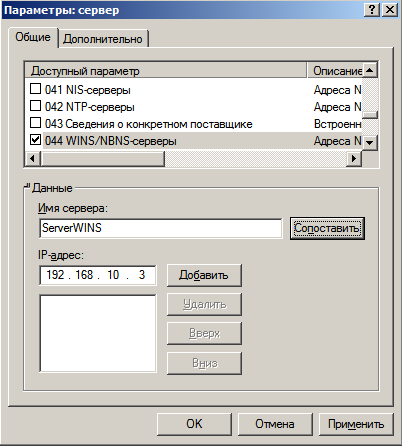 Параметры: сервер
Общие
Дополнительно
Доступный параметр Описание
041 NIS-серверы Адреса N
042 NTP-серверы Адреса N
043 Сведения о конкретном поставщике Встроенн
044 WINS/NBNS-серверы Адреса N
Данные
Имя сервера:
ServerWINS Сопоставить
IP-адрес:
192 . 168 . 10 . 3 Добавить
Удалить
Вверх
Вниз
OK Отмена Применить